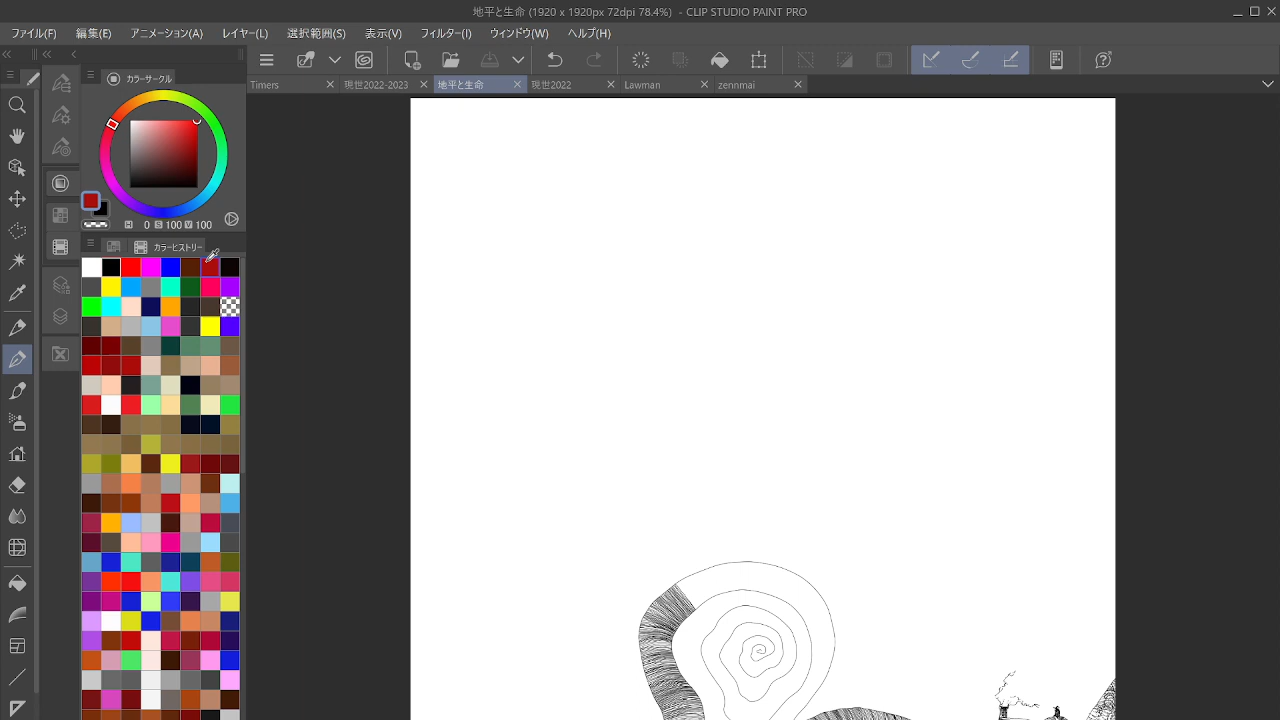 地平と生命 (1920 x 1920px 72dpi 78.4%) - CLIP STUDIO PAINT PRO
ファイル(F) 編集(E) アニメーション(A) レイヤー(L) 選択範囲(S) 表示(V) フィルター(I) ウィンドウ(W) ヘルプ(H)
カラーサークル
Timers 現世2022-2023 地平と生命 現世2022 Lawman zennmai
H 0 S 100 V 100
カラーヒストリー